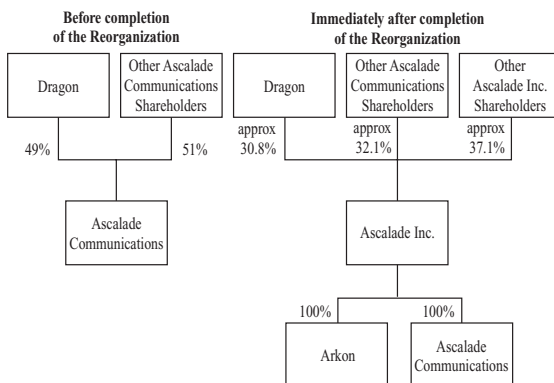 Before completion
of the Reorganization
Dragon
Other Ascalade
Communications
Shareholders
49%
51%
Ascalade
Communications
Immediately after completion
of the Reorganization
Dragon
Other Ascalade
Communications
Shareholders
Other
Ascalade Inc.
Shareholders
approx
30.8%
approx
32.1%
approx
37.1%
Ascalade Inc.
100%
100%
Arkon
Ascalade
Communications